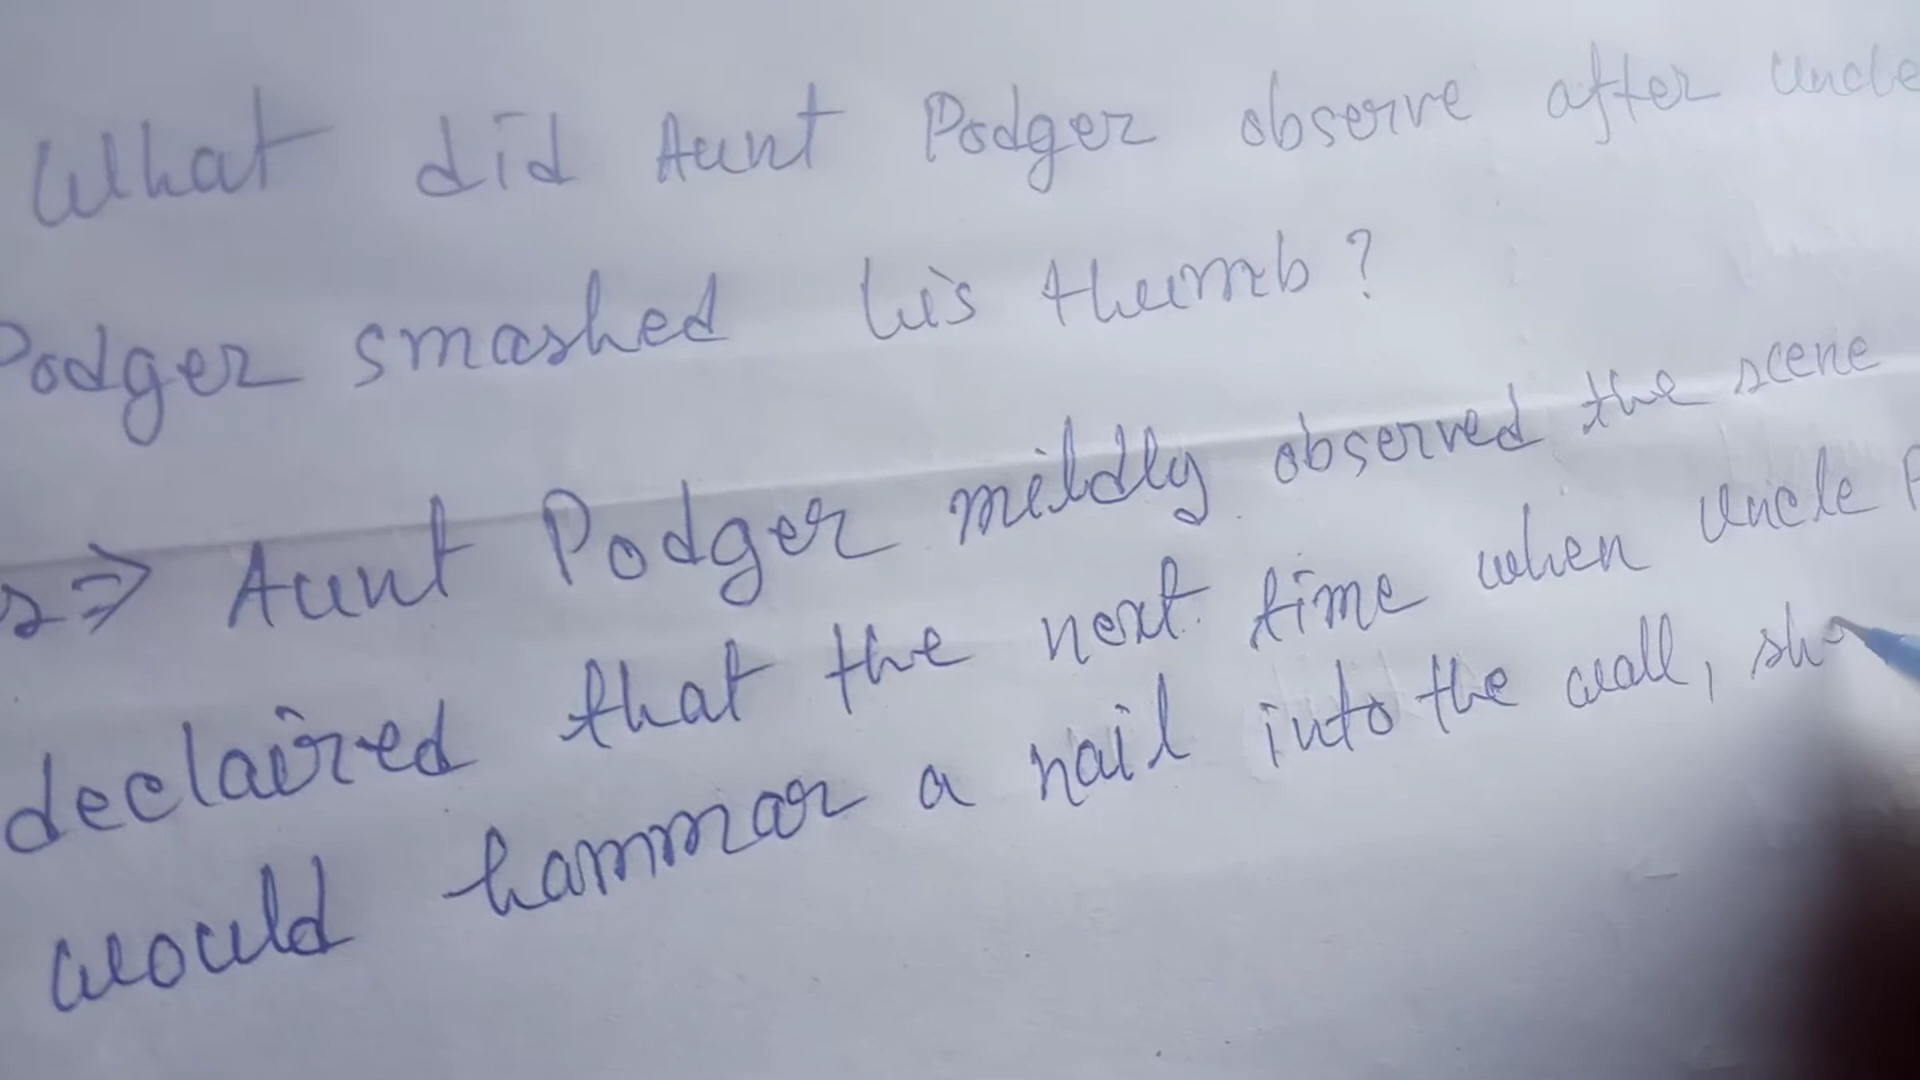 What did Aunt Podger observe after Uncle
Podger smashed his thumb?
s⇒ Aunt Podger mildly observed the scene
declaired that the next time when Uncle P
would hammar a nail into the wall, she